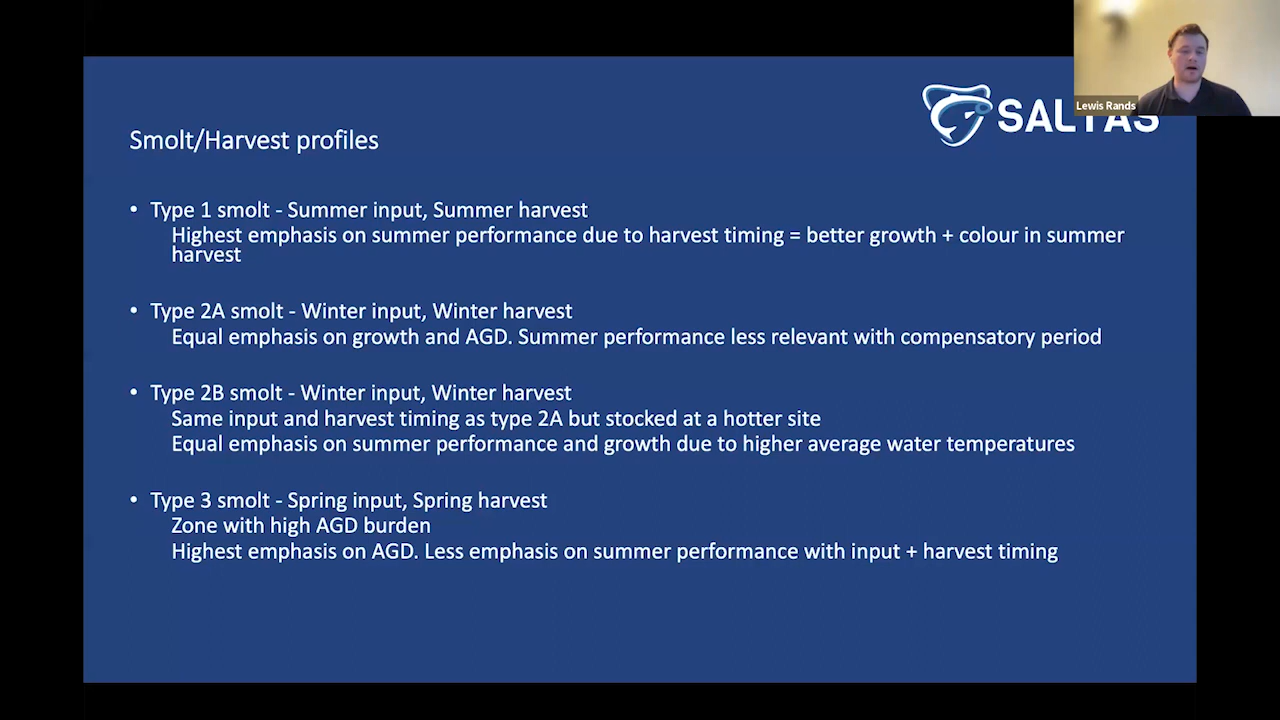 Lewis Rands
SALTAS
Smolt/Harvest profiles
• Type 1 smolt - Summer input, Summer harvest
Highest emphasis on summer performance due to harvest timing = better growth + colour in summer
harvest
• Type 2A smolt - Winter input, Winter harvest
Equal emphasis on growth and AGD. Summer performance less relevant with compensatory period
• Type 2B smolt - Winter input, Winter harvest
Same input and harvest timing as type 2A but stocked at a hotter site
Equal emphasis on summer performance and growth due to higher average water temperatures
• Type 3 smolt - Spring input, Spring harvest
Zone with high AGD burden
Highest emphasis on AGD. Less emphasis on summer performance with input + harvest timing